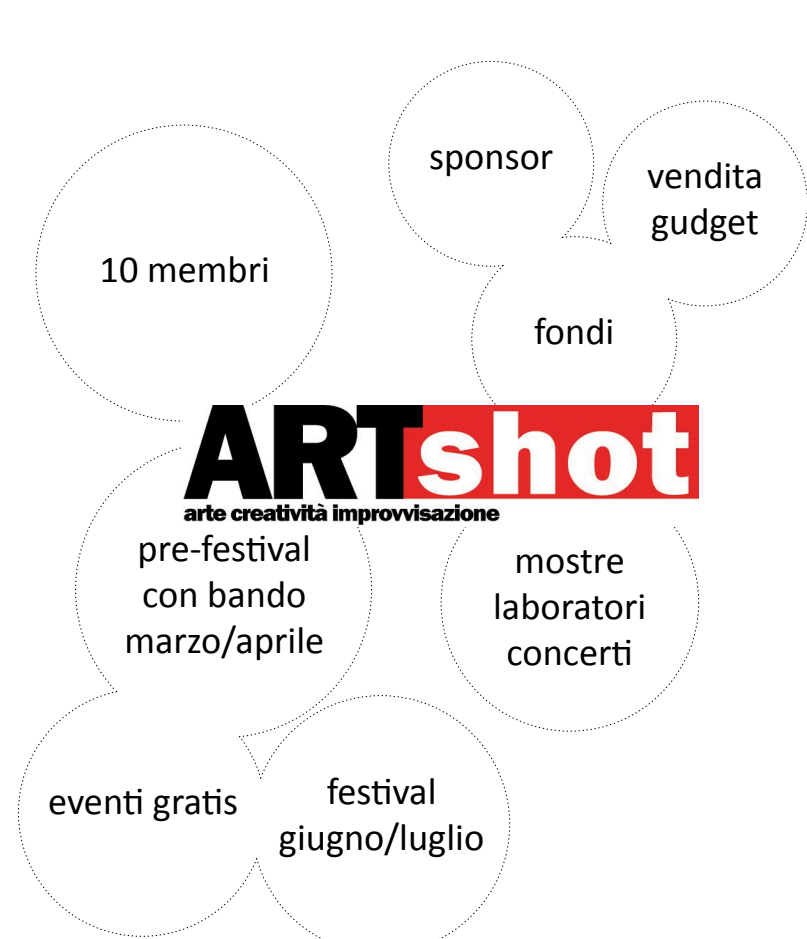 sponsor
vendita
gudget
10 membri
fondi
ARTshot
arte creatività improvvisazione
pre-festival
con bando
marzo/aprile
mostre
laboratori
concerti
eventi gratis
festival
giugno/luglio